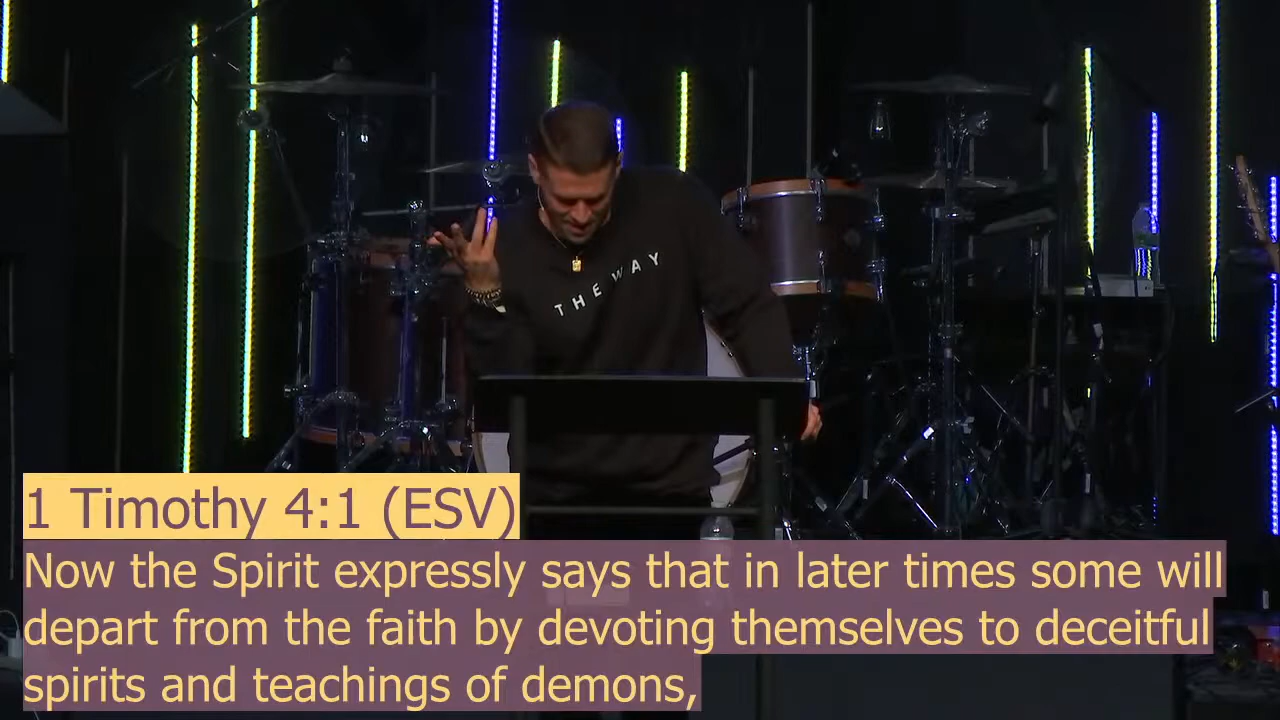 THE WAY
1 Timothy 4:1 (ESV)
Now the Spirit expressly says that in later times some will
depart from the faith by devoting themselves to deceitful
spirits and teachings of demons,